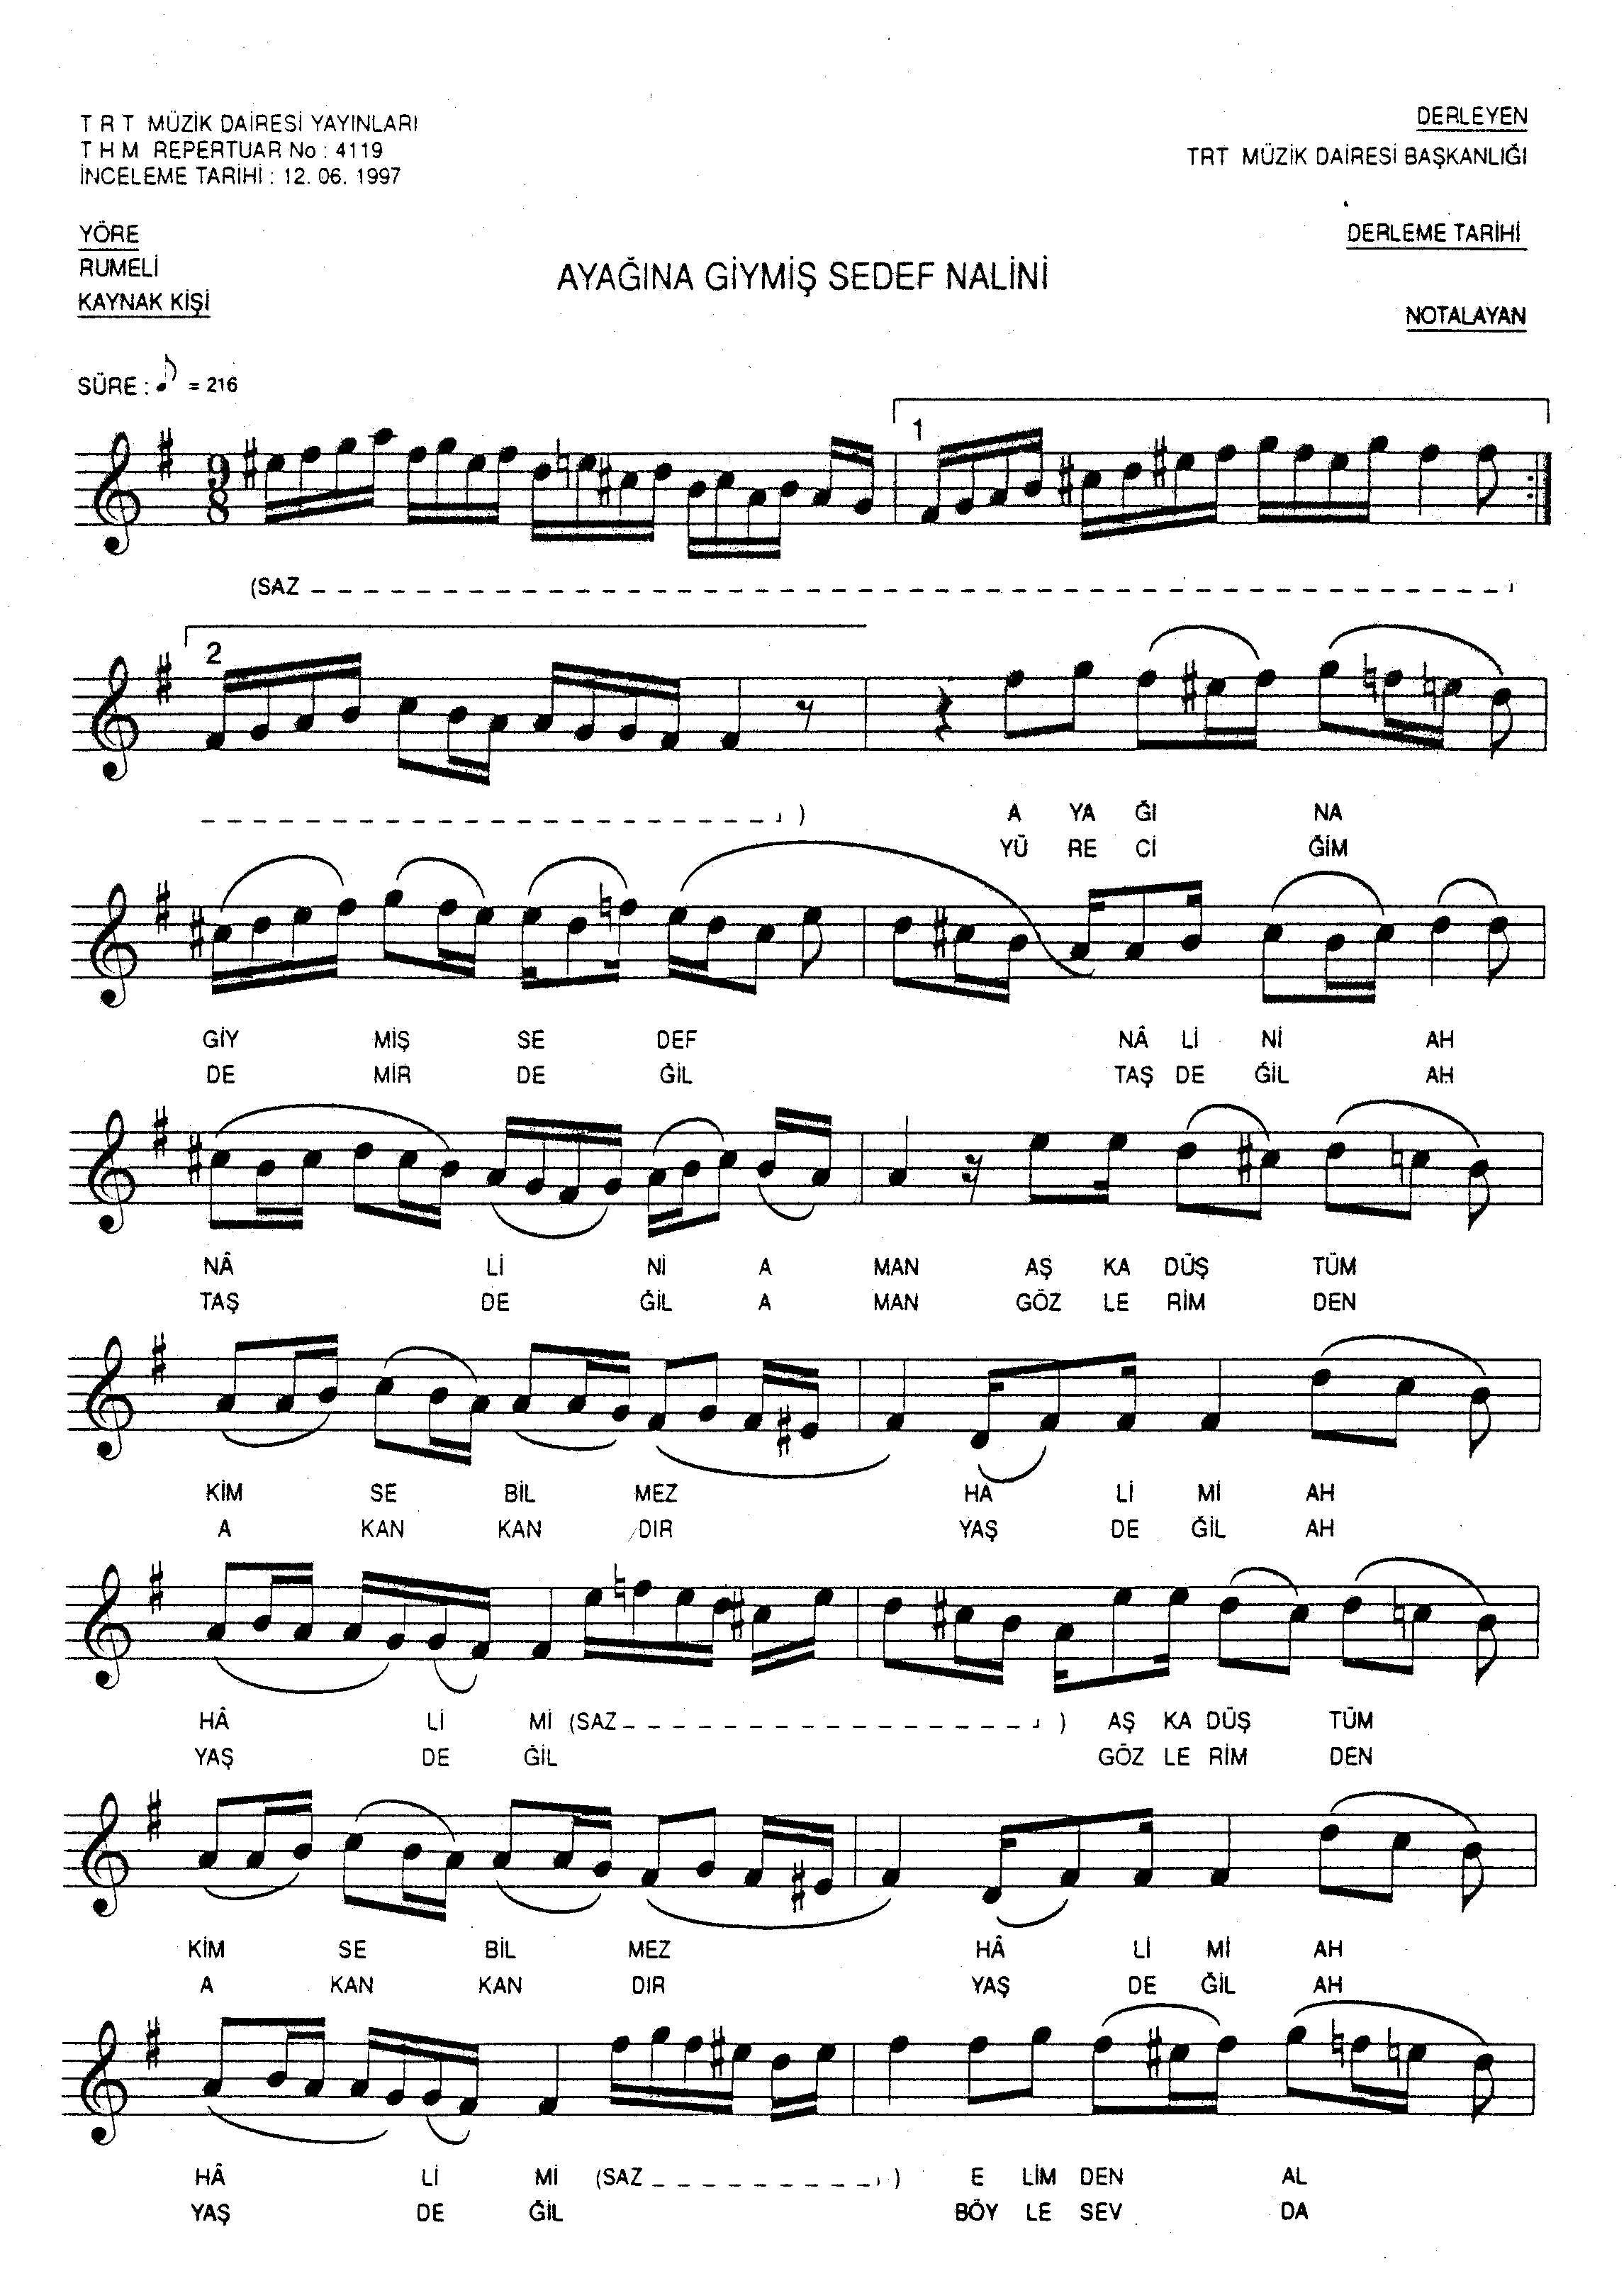 T R T MÜZİK DAİRESİ YAYINLARI
T H M REPERTUAR No : 4119
İNCELEME TARİHİ : 12. 06. 1997
DERLEYEN
TRT MÜZİK DAİRESİ BAŞKANLIĞI
YÖRE
RUMELİ
KAYNAK KİŞİ
DERLEME TARİHİ
AYAĞINA GİYMİŞ SEDEF NALİNİ
NOTALAYAN
SÜRE : ♪ = 216
1
9
8
(SAZ
2
)
A YA ĞI NA
YÜ RE Cİ ĞİM
GİY MİŞ SE DEF NÂ Lİ Nİ AH
DE MİR DE ĞİL TAŞ DE ĞİL AH
NÂ Lİ Nİ A MAN AŞ KA DÜŞ TÜM
TAŞ DE ĞİL A MAN GÖZ LE RİM DEN
KİM SE BİL MEZ HA Lİ Mİ AH
A KAN KAN DIR YAŞ DE ĞİL AH
HÂ Lİ Mİ (SAZ ) AŞ KA DÜŞ TÜM
YAŞ DE ĞİL GÖZ LE RİM DEN
KİM SE BİL MEZ HÂ Lİ Mİ AH
A KAN KAN DIR YAŞ DE ĞİL AH
HÂ Lİ Mİ (SAZ ) E LİM DEN AL
YAŞ DE ĞİL BÖY LE SEV DA